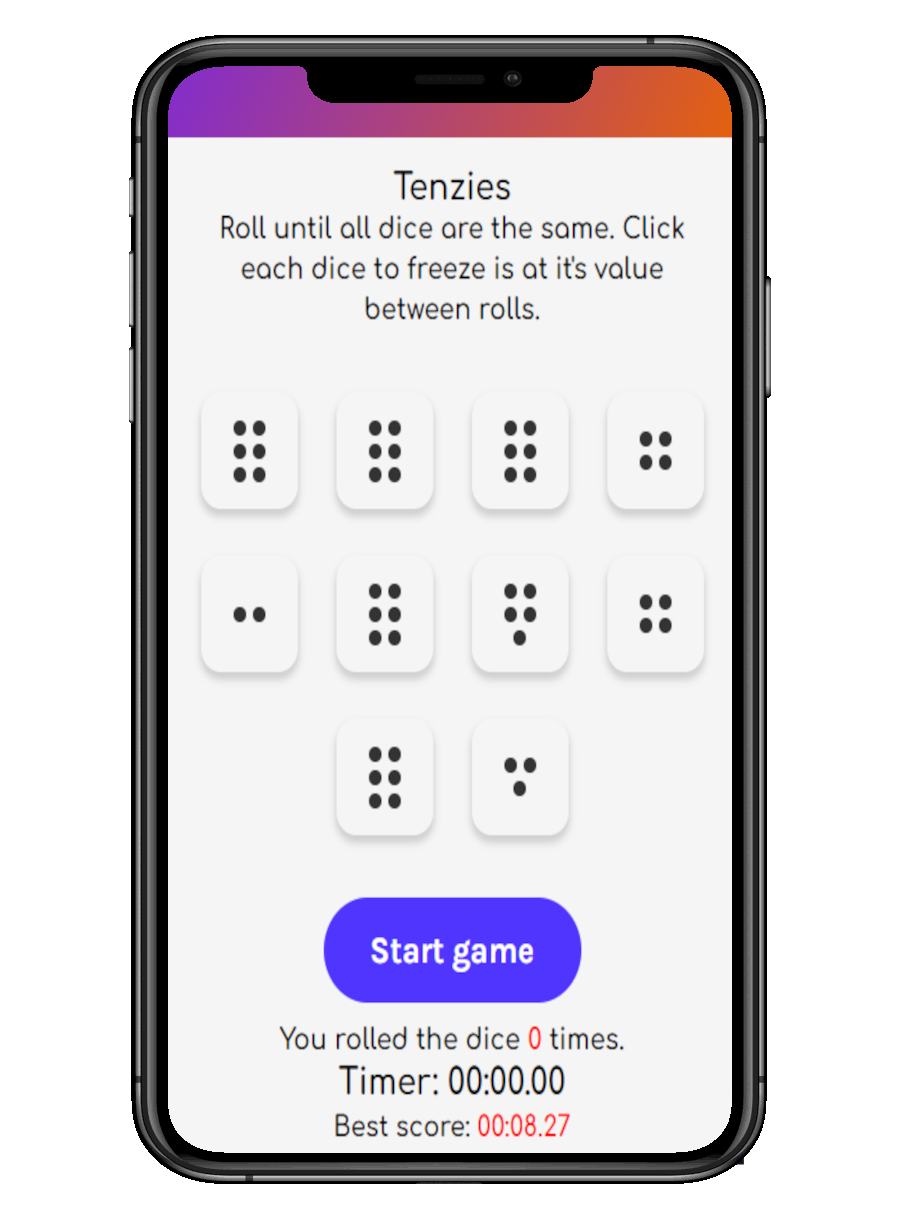 Tenzies
Roll until all dice are the same. Click
each dice to freeze is at it's value
between rolls.
Start game
You rolled the dice 0 times.
Timer: 00:00.00
Best score: 00:08.27